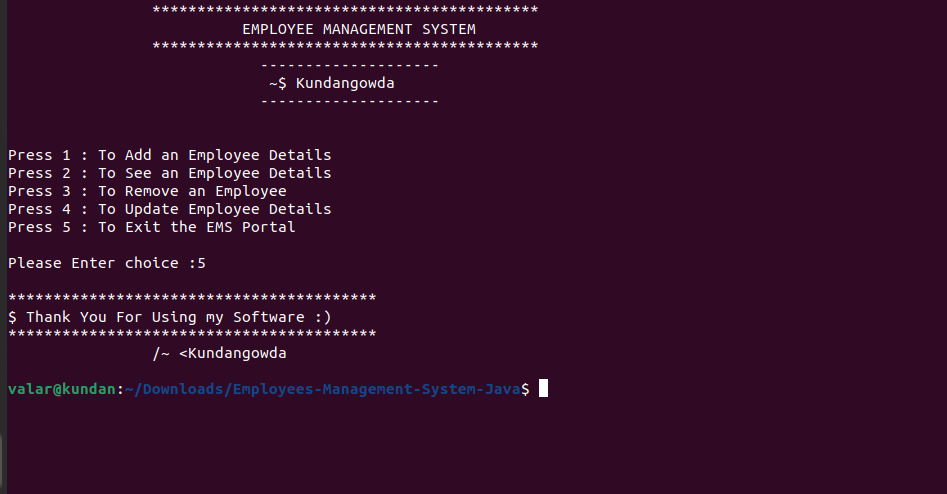 *******************************************
EMPLOYEE MANAGEMENT SYSTEM
*******************************************
--------------------
~$ Kundangowda
--------------------
Press 1 : To Add an Employee Details
Press 2 : To See an Employee Details
Press 3 : To Remove an Employee
Press 4 : To Update Employee Details
Press 5 : To Exit the EMS Portal
Please Enter choice :5
*****************************************
$ Thank You For Using my Software :)
*****************************************
/~ <Kundangowda
valar@kundan:~/Downloads/Employees-Management-System-Java$